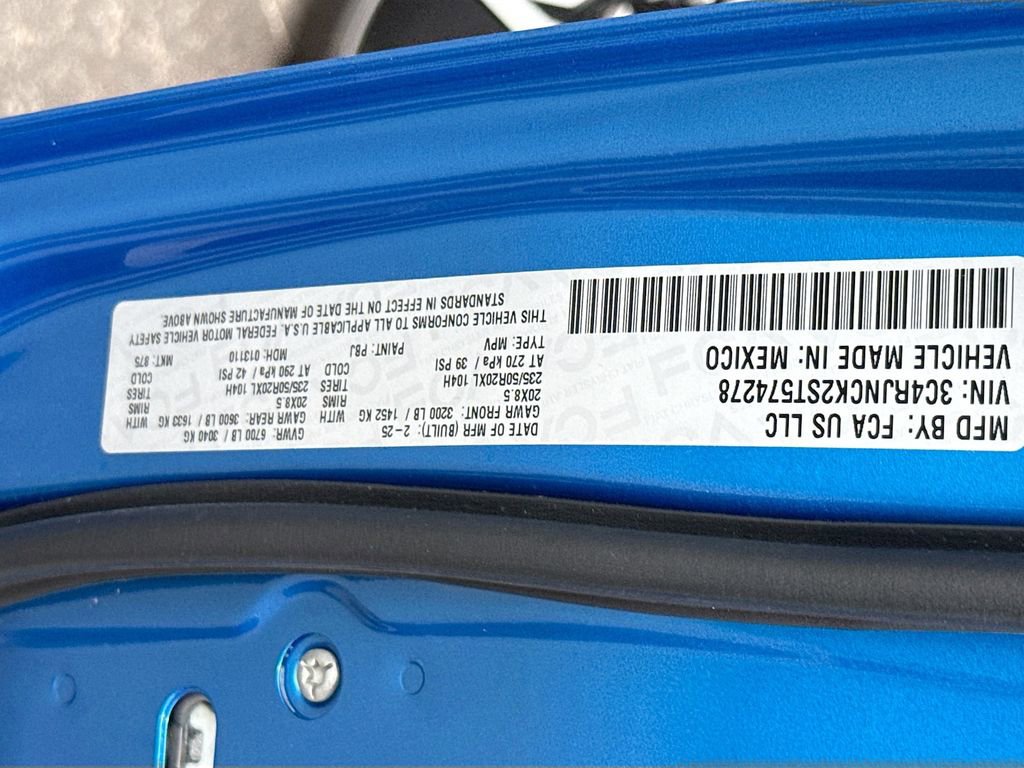 MFD BY: FCA US LLC
VIN: 3C4RJNCK2ST574278
VEHICLE MADE IN: MEXICO
DATE OF MFR (BUILT): 2-25
GVWR: 6700 LB 3040 KG
GAWR FRONT: 3200 LB 1452 KG WITH
GAWR REAR: 3600 LB 1633 KG WITH
20X8.5 RIMS
20X8.5 RIMS
235/50R20XL 104H TIRES
235/50R20XL 104H TIRES
AT 270 kPa / 39 PSI COLD
AT 290 kPa / 42 PSI COLD
TYPE: MPV
PAINT: PBJ
MDH: 013110
MKT: 875
THIS VEHICLE CONFORMS TO ALL APPLICABLE U.S.A. FEDERAL MOTOR VEHICLE SAFETY
STANDARDS IN EFFECT ON THE DATE OF MANUFACTURE SHOWN ABOVE.